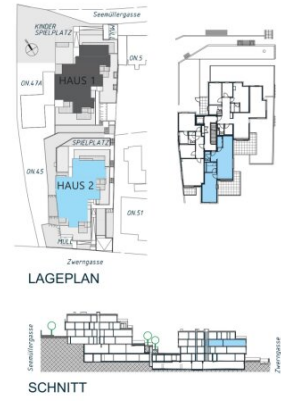 Seemüllergasse
KINDER
SPIELPLATZ
MÜLL
ON.5
HAUS 1
ON.47A
SPIELPLATZ
ON.45
HAUS 2
ON.51
MÜLL
Zwerngasse
LAGEPLAN
Seemüllergasse
Zwerngasse
SCHNITT